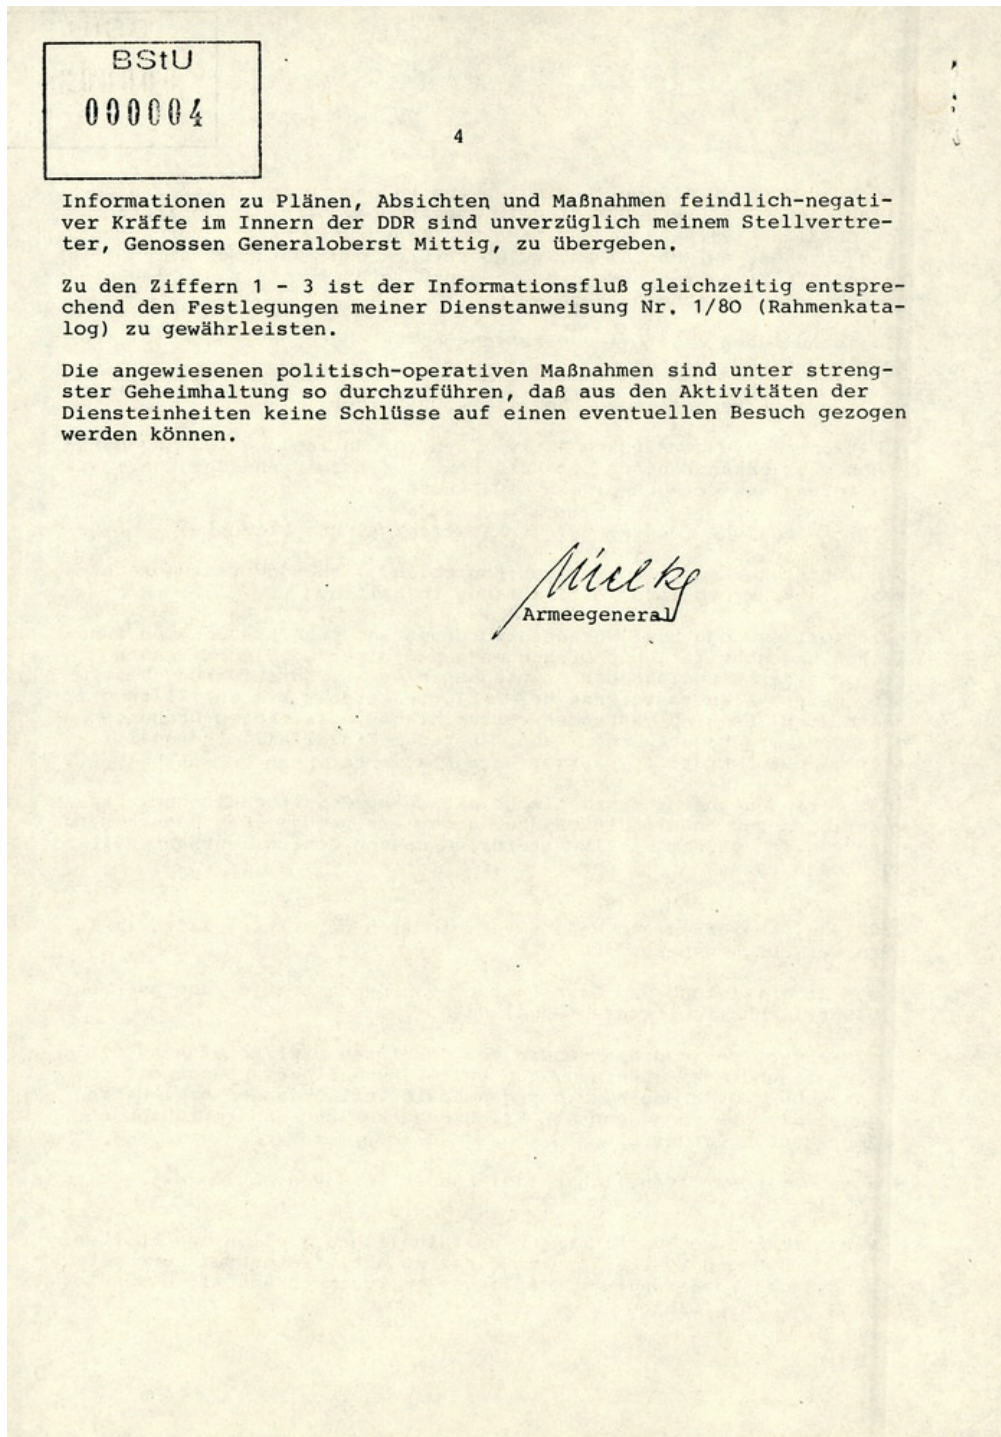 BStU
000004
4
Informationen zu Plänen, Absichten und Maßnahmen feindlich-negati-
ver Kräfte im Innern der DDR sind unverzüglich meinem Stellvertre-
ter, Genossen Generaloberst Mittig, zu übergeben.
Zu den Ziffern 1 - 3 ist der Informationsfluß gleichzeitig entspre-
chend den Festlegungen meiner Dienstanweisung Nr. 1/80 (Rahmenkata-
log) zu gewährleisten.
Die angewiesenen politisch-operativen Maßnahmen sind unter streng-
ster Geheimhaltung so durchzuführen, daß aus den Aktivitäten der
Diensteinheiten keine Schlüsse auf einen eventuellen Besuch gezogen
werden können.
Mielke
Armeegeneral